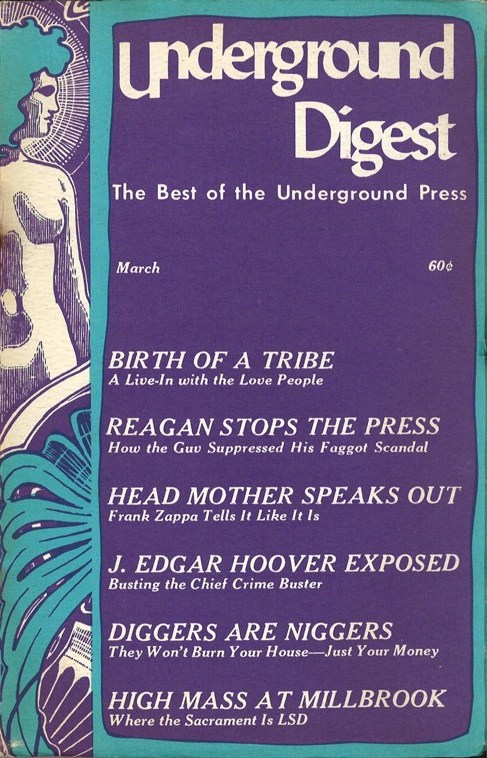 Underground
Digest
The Best of the Underground Press
March
60¢
BIRTH OF A TRIBE
A Live-In with the Love People
REAGAN STOPS THE PRESS
How the Guv Suppressed His Faggot Scandal
HEAD MOTHER SPEAKS OUT
Frank Zappa Tells It Like It Is
J. EDGAR HOOVER EXPOSED
Busting the Chief Crime Buster
DIGGERS ARE NIGGERS
They Won't Burn Your House—Just Your Money
HIGH MASS AT MILLBROOK
Where the Sacrament Is LSD